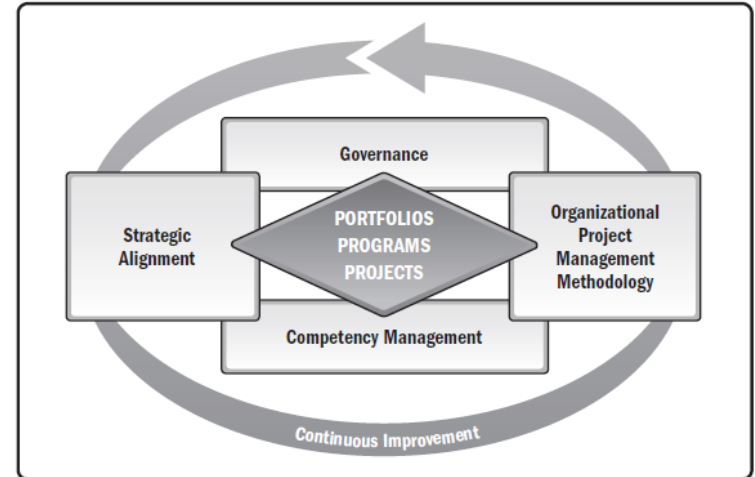 Governance
Strategic
Alignment
PORTFOLIOS
PROGRAMS
PROJECTS
Organizational
Project
Management
Methodology
Competency Management
Continuous Improvement